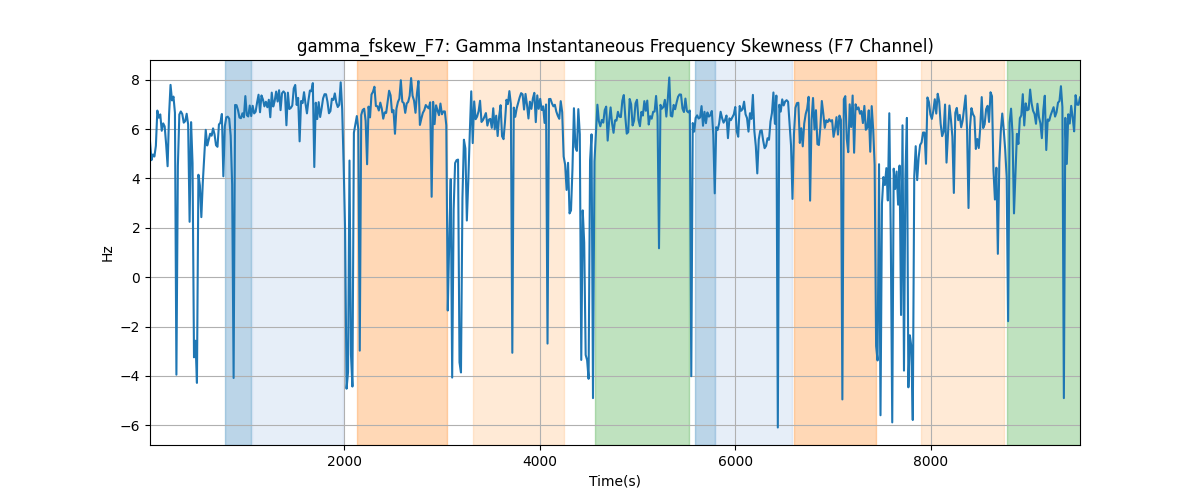 gamma_fskew_F7: Gamma Instantaneous Frequency Skewness (F7 Channel)
8
6
4
2
0
−2
−4
−6
Hz
2000 4000 6000 8000
Time(s)